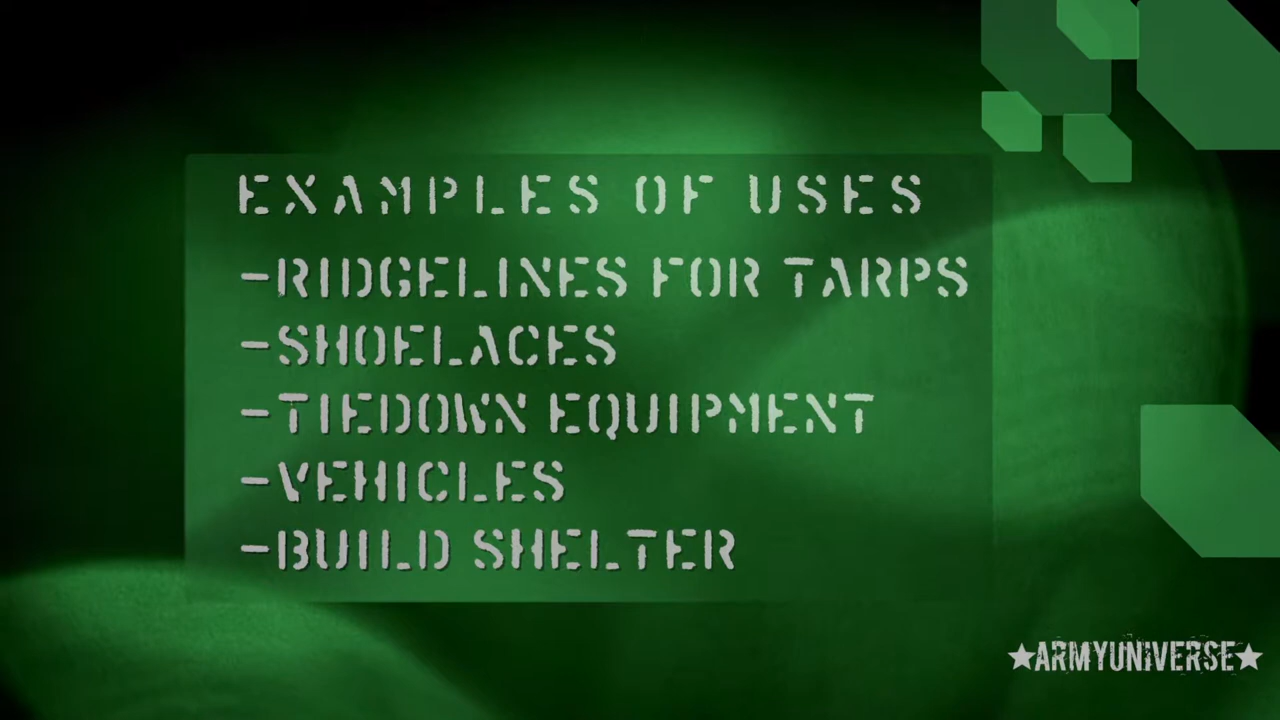 EXAMPLES OF USES
-RIDGELINES FOR TARPS
-SHOELACES
-TIEDOWN EQUIPMENT
-VEHICLES
-BUILD SHELTER
★ARMYUNIVERSE★